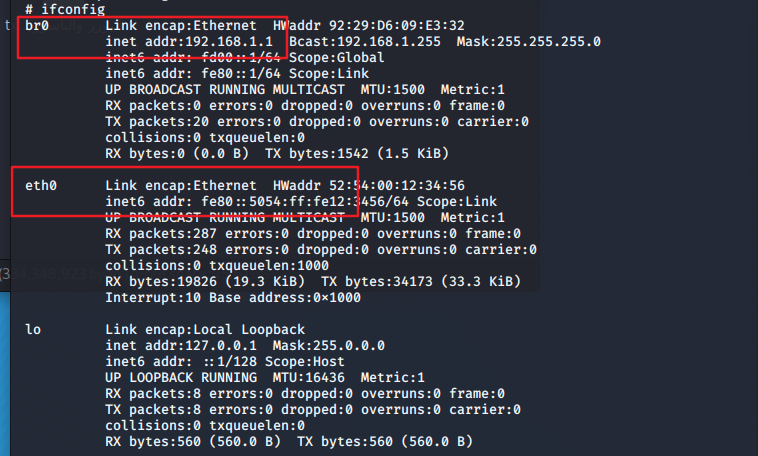 # ifconfig
br0 Link encap:Ethernet HWaddr 92:29:D6:09:E3:32
inet addr:192.168.1.1 Bcast:192.168.1.255 Mask:255.255.255.0
inet6 addr: fd00::1/64 Scope:Global
inet6 addr: fe80::1/64 Scope:Link
UP BROADCAST RUNNING MULTICAST MTU:1500 Metric:1
RX packets:0 errors:0 dropped:0 overruns:0 frame:0
TX packets:20 errors:0 dropped:0 overruns:0 carrier:0
collisions:0 txqueuelen:0
RX bytes:0 (0.0 B) TX bytes:1542 (1.5 KiB)
eth0 Link encap:Ethernet HWaddr 52:54:00:12:34:56
inet6 addr: fe80::5054:ff:fe12:3456/64 Scope:Link
UP BROADCAST RUNNING MULTICAST MTU:1500 Metric:1
RX packets:287 errors:0 dropped:0 overruns:0 frame:0
TX packets:248 errors:0 dropped:0 overruns:0 carrier:0
collisions:0 txqueuelen:1000
RX bytes:19826 (19.3 KiB) TX bytes:34173 (33.3 KiB)
Interrupt:10 Base address:0×1000
lo Link encap:Local Loopback
inet addr:127.0.0.1 Mask:255.0.0.0
inet6 addr: ::1/128 Scope:Host
UP LOOPBACK RUNNING MTU:16436 Metric:1
RX packets:8 errors:0 dropped:0 overruns:0 frame:0
TX packets:8 errors:0 dropped:0 overruns:0 carrier:0
collisions:0 txqueuelen:0
RX bytes:560 (560.0 B) TX bytes:560 (560.0 B)